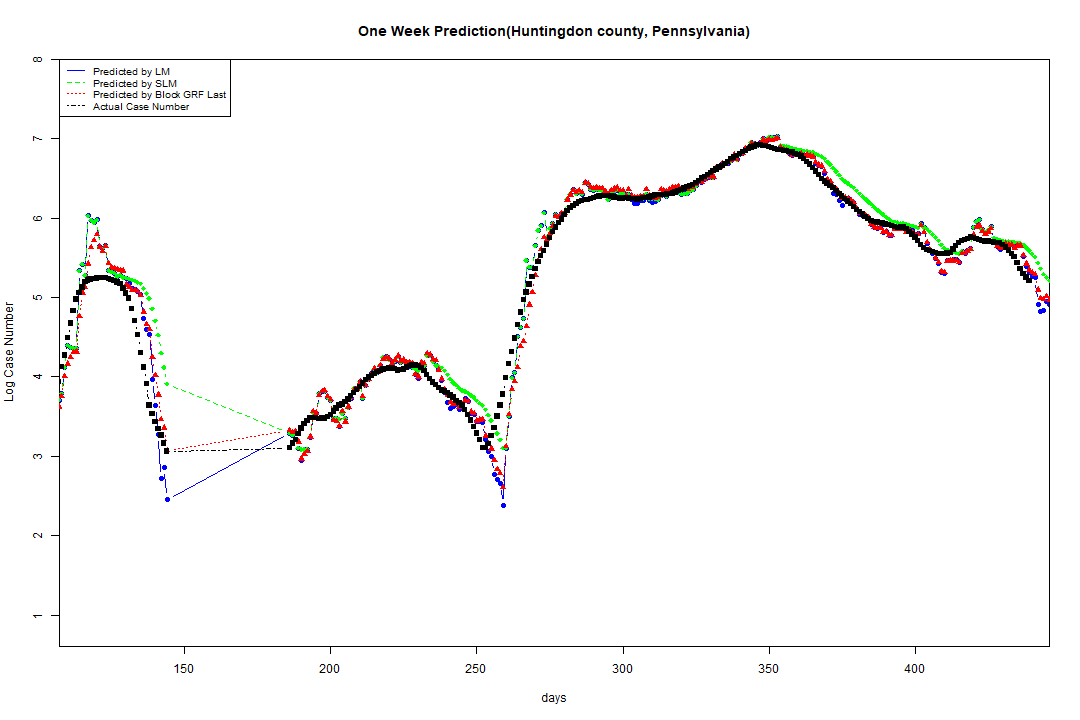 One Week Prediction(Huntingdon county, Pennsylvania)
Predicted by LM
Predicted by SLM
Predicted by Block GRF Last
Actual Case Number
Log Case Number
8
7
6
5
4
3
2
1
150 200 250 300 350 400
days